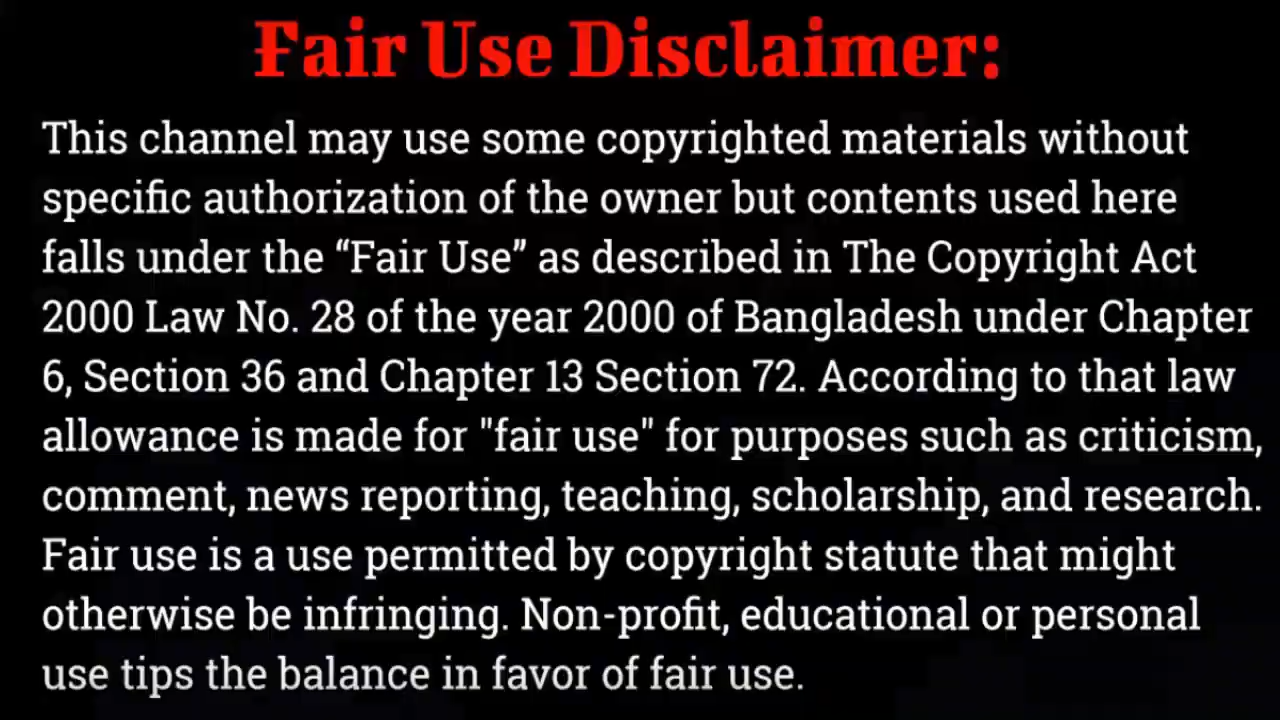 Fair Use Disclaimer:
This channel may use some copyrighted materials without
specific authorization of the owner but contents used here
falls under the “Fair Use” as described in The Copyright Act
2000 Law No. 28 of the year 2000 of Bangladesh under Chapter
6, Section 36 and Chapter 13 Section 72. According to that law
allowance is made for "fair use" for purposes such as criticism,
comment, news reporting, teaching, scholarship, and research.
Fair use is a use permitted by copyright statute that might
otherwise be infringing. Non-profit, educational or personal
use tips the balance in favor of fair use.